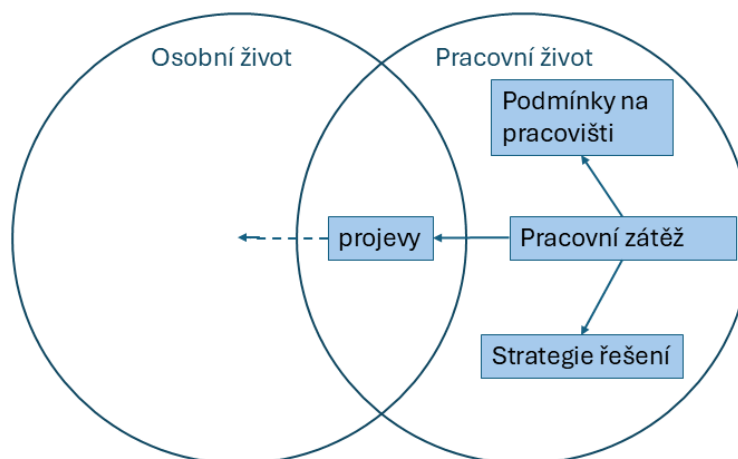 Osobní život
Pracovní život
Podmínky na
pracovišti
projevy
Pracovní zátěž
Strategie řešení